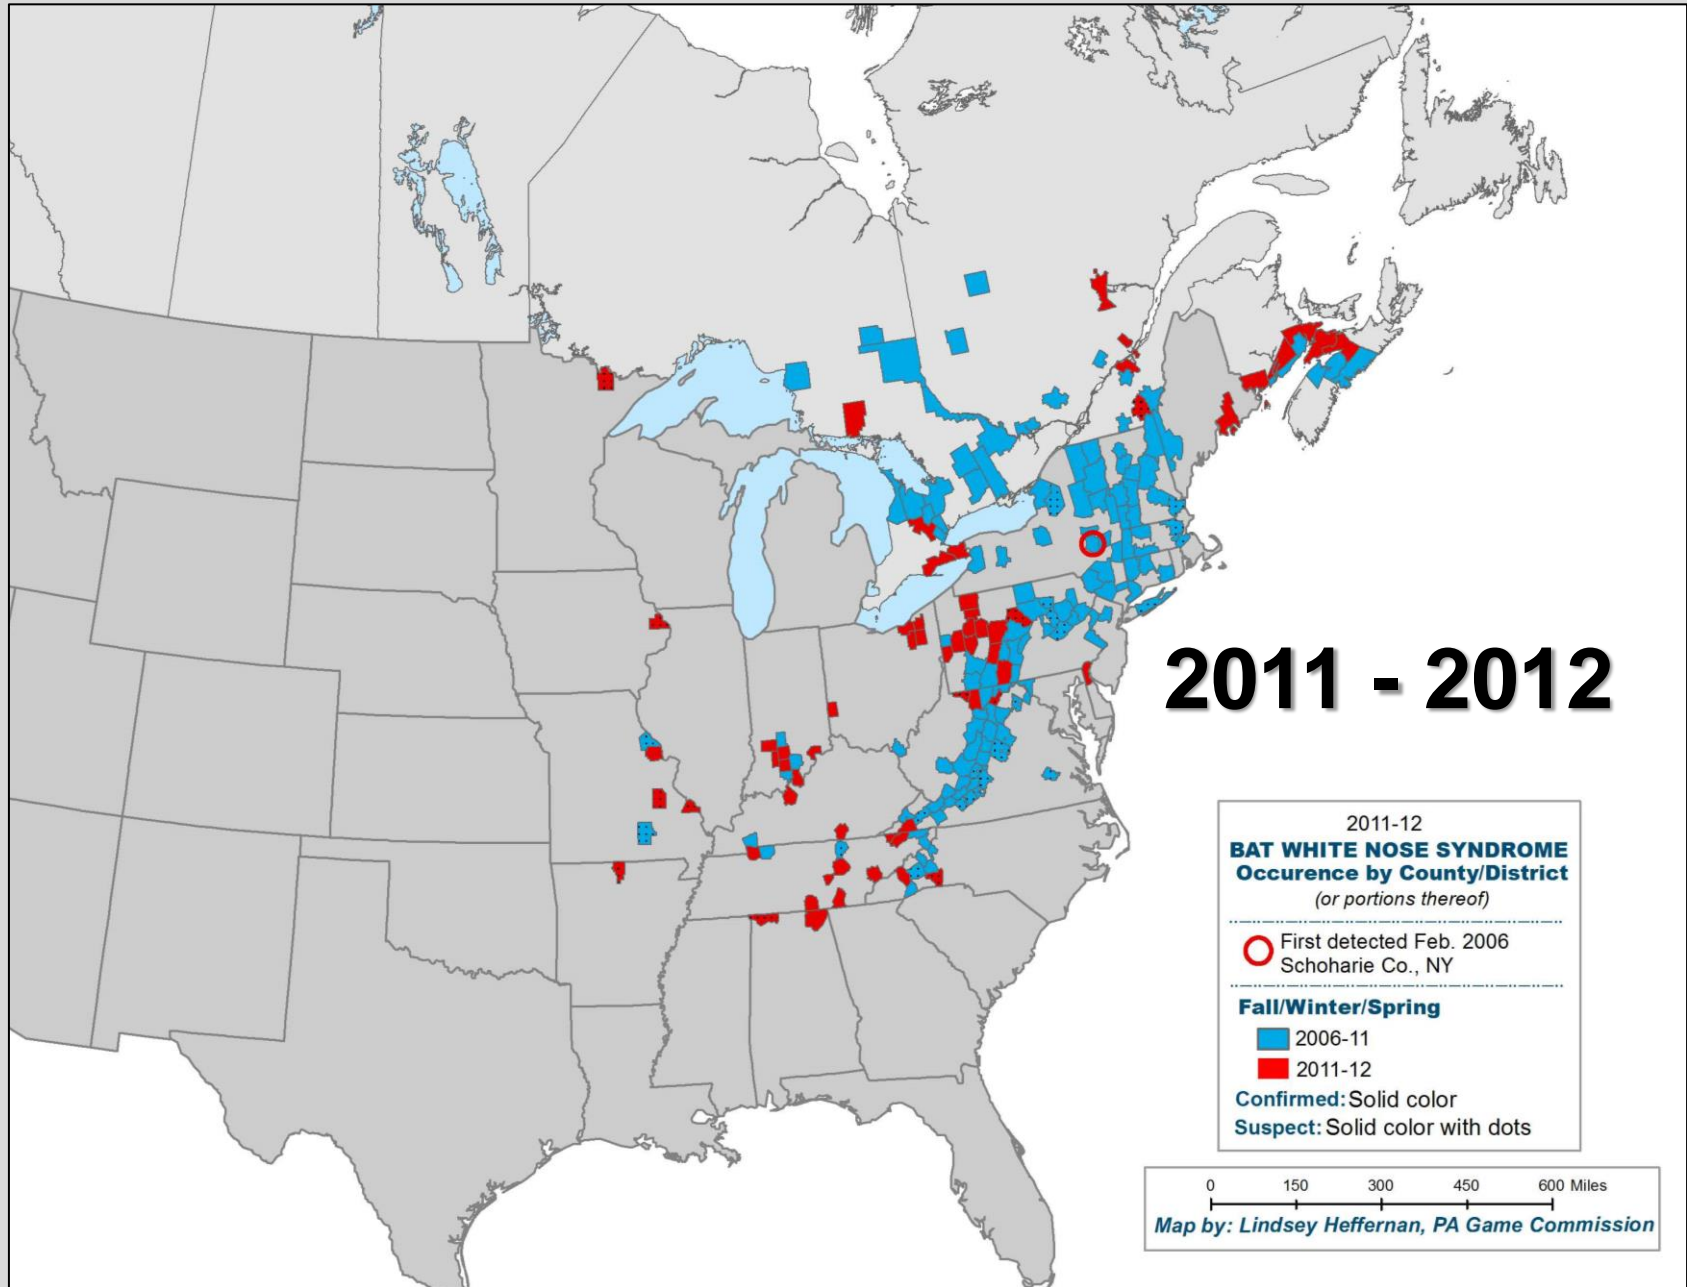 2011 - 2012
2011-12
BAT WHITE NOSE SYNDROME
Occurence by County/District
(or portions thereof)
First detected Feb. 2006
Schoharie Co., NY
Fall/Winter/Spring
2006-11
2011-12
Confirmed: Solid color
Suspect: Solid color with dots
0 150 300 450 600 Miles
Map by: Lindsey Heffernan, PA Game Commission